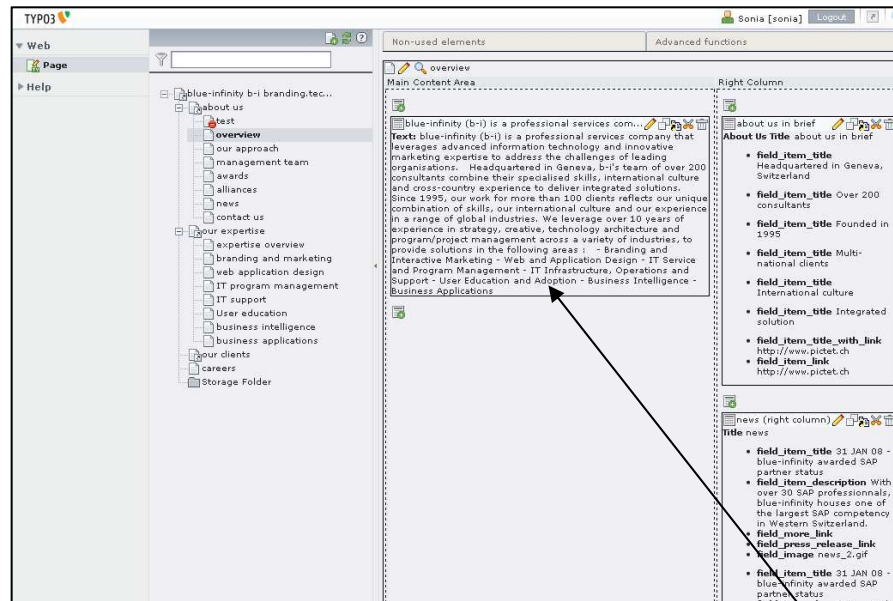 TYPO3
Sonia [sonia]
Logout
Web
Page
Help
blue-infinity b-i branding.tec...
about us
test
overview
our approach
management team
awards
alliances
news
contact us
our expertise
expertise overview
branding and marketing
web application design
IT program management
IT support
User education
business intelligence
business applications
our clients
careers
Storage Folder
Non-used elements
Advanced functions
overview
Main Content Area
blue-infinity (b-i) is a professional services com...
Text: blue-infinity (b-i) is a professional services company that
leverages advanced information technology and innovative
marketing expertise to address the challenges of leading
organisations. Headquartered in Geneva, b-i's team of over 200
consultants combine their specialised skills, international culture
and cross-country experience to deliver integrated solutions.
Since 1995, our work for more than 100 clients reflects our unique
combination of skills, our international culture and our experience
in a range of global industries. We leverage over 10 years of
experience in strategy, creative, technology architecture and
program/project management across a variety of industries, to
provide solutions in the following areas : - Branding and
Interactive Marketing - Web and Application Design - IT Service
and Program Management - IT Infrastructure, Operations and
Support - User Education and Adoption - Business Intelligence -
Business Applications
Right Column
about us in brief
About Us Title about us in brief
field_item_title
Headquartered in Geneva,
Switzerland
field_item_title Over 200
consultants
field_item_title Founded in
1995
field_item_title Multi-
national clients
field_item_title
International culture
field_item_title Integrated
solution
field_item_title_with_link
http://www.pictet.ch
field_item_link
http://www.pictet.ch
news (right column)
Title news
field_item_title 31 JAN 08 -
blue-infinity awarded SAP
partner status
field_item_description With
over 30 SAP professionnals,
blue-infinity houses one of
the largest SAP competency
in Western Switzerland.
field_more_link
field_press_release_link
field_image news_2.gif
field_item_title 31 JAN 08 -
blue-infinity awarded SAP
partner status